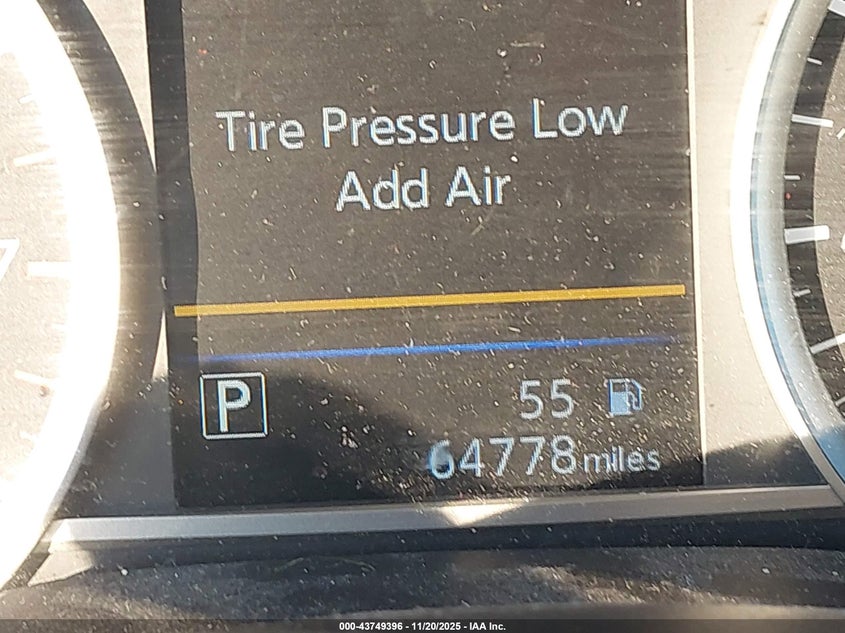 Tire Pressure Low
Add Air
P
55
64778 miles
000-43749396 - 11/20/2025 - IAA Inc.